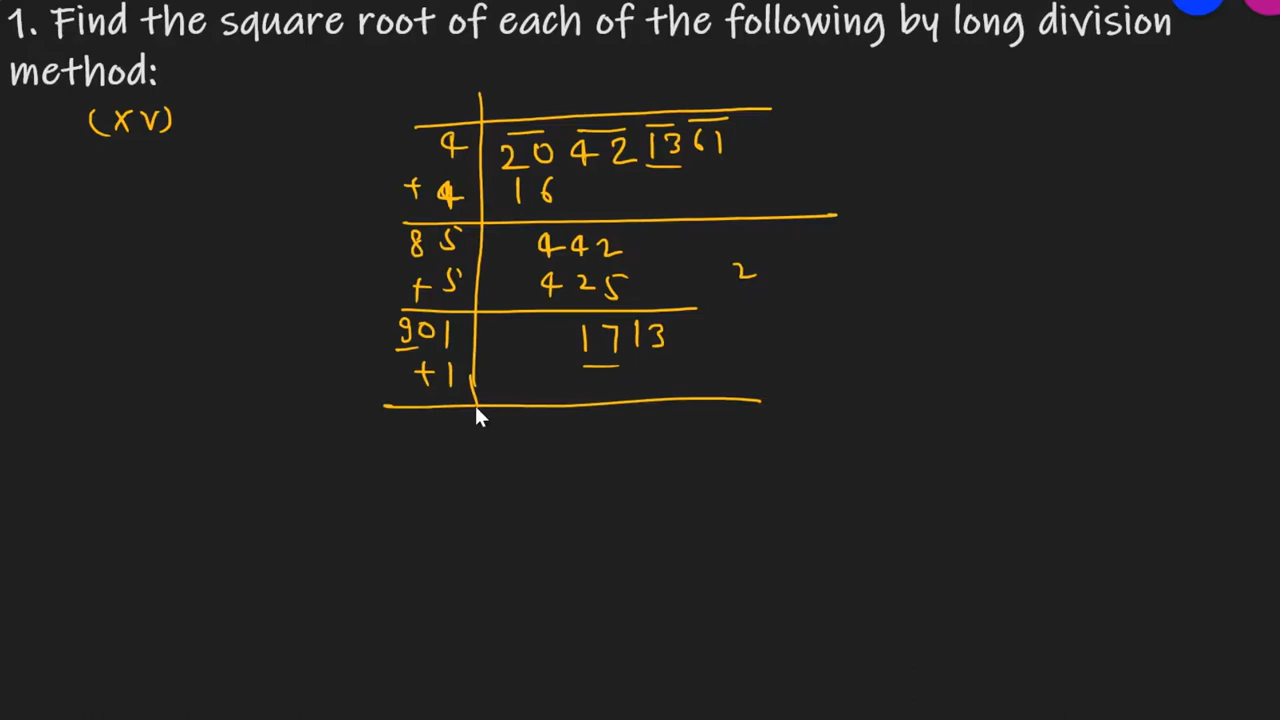 1. Find the square root of each of the following by long division
method:
(XV)
4 20 42 13 61
+ 4 16
85 442
+5 425 2
901 1713
+1